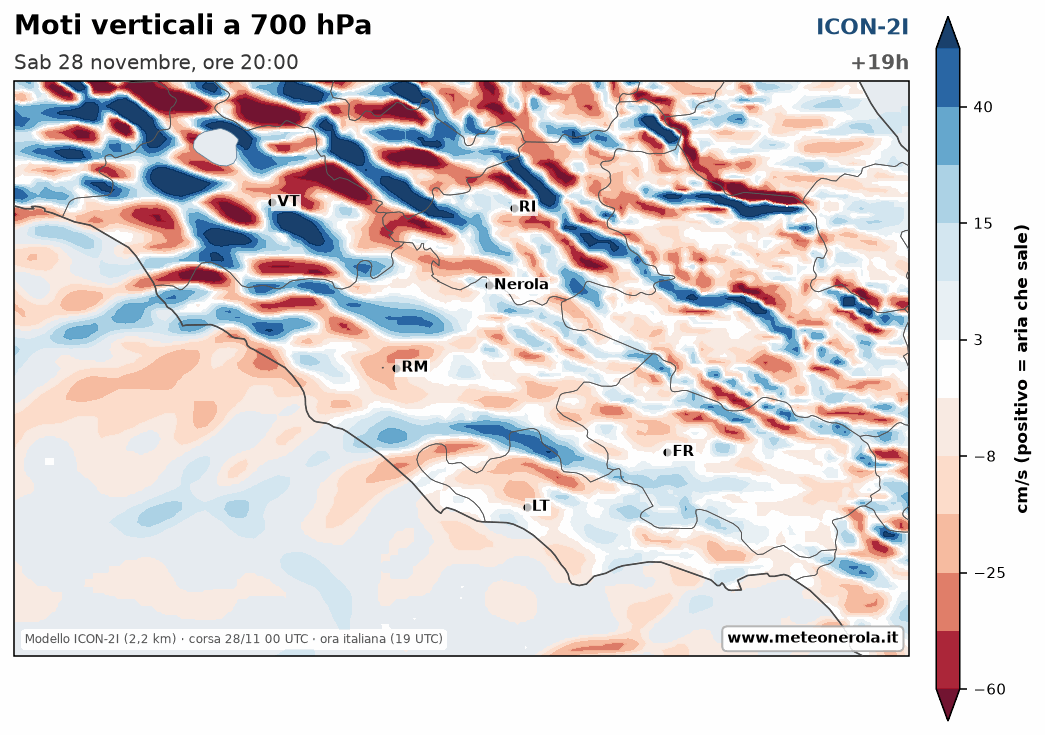 Moti verticali a 700 hPa
ICON-2I
Sab 28 novembre, ore 20:00
+19h
VT
RI
Nerola
RM
FR
LT
40
15
3
−8
−25
−60
cm/s (positivo = aria che sale)
Modello ICON-2I (2,2 km) · corsa 28/11 00 UTC · ora italiana (19 UTC)
www.meteonerola.it